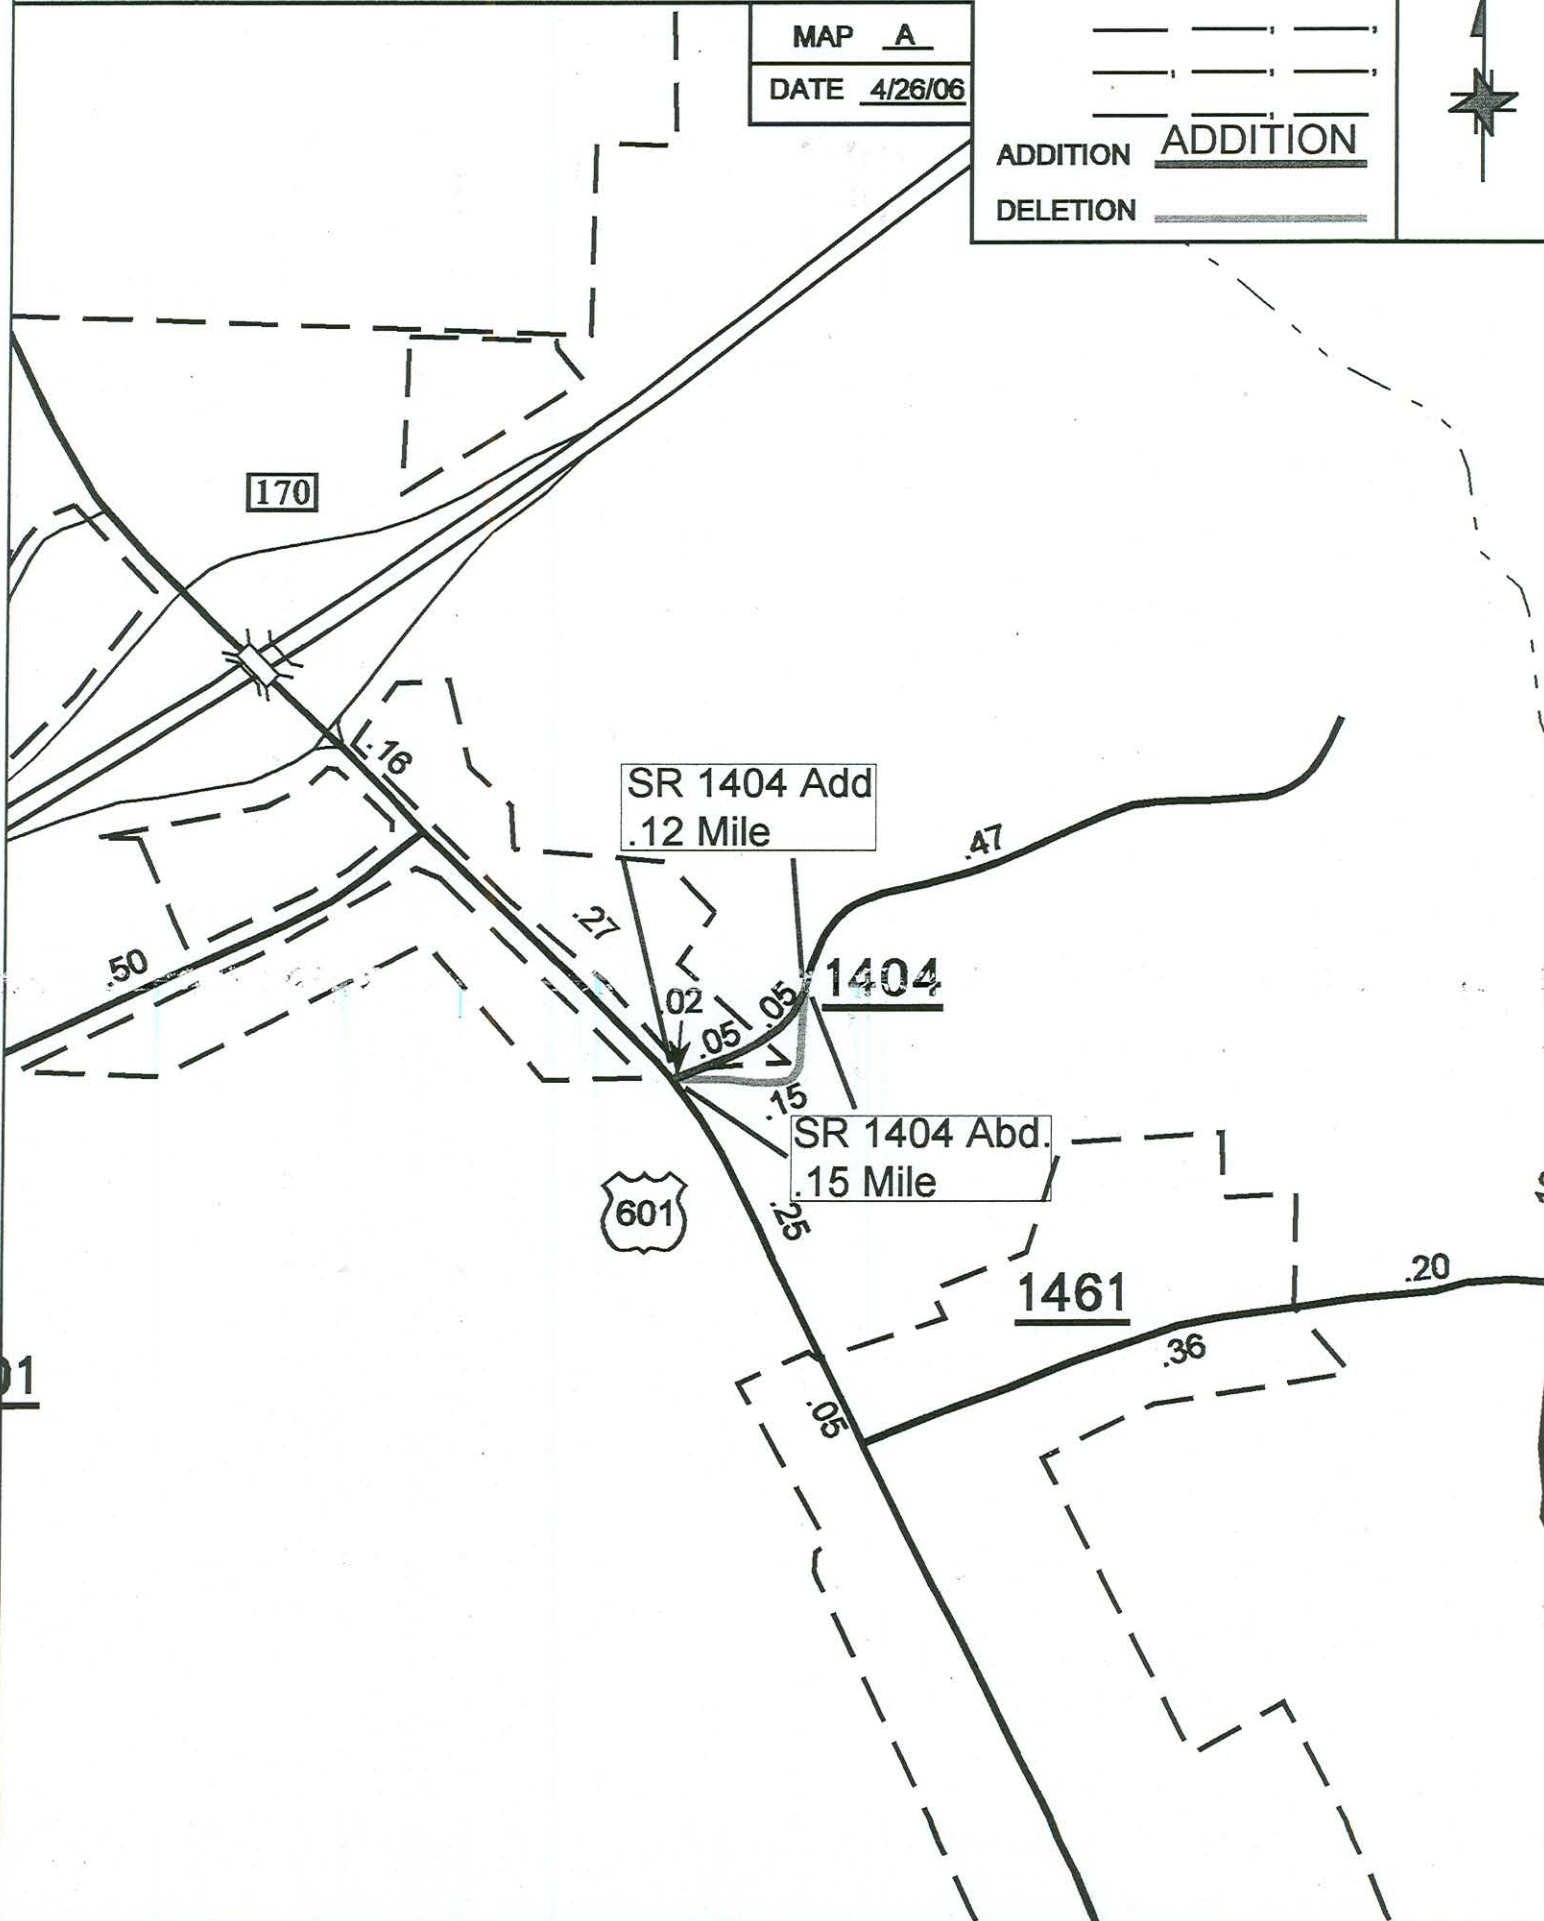 MAP A
DATE 4/26/06
ADDITION ADDITION
DELETION
170
.16
SR 1404 Add
.12 Mile
.47
.27
.50
1404
.02
.05
.05
.15
SR 1404 Abd.
.15 Mile
601
.25
1461
.20
.36
.05